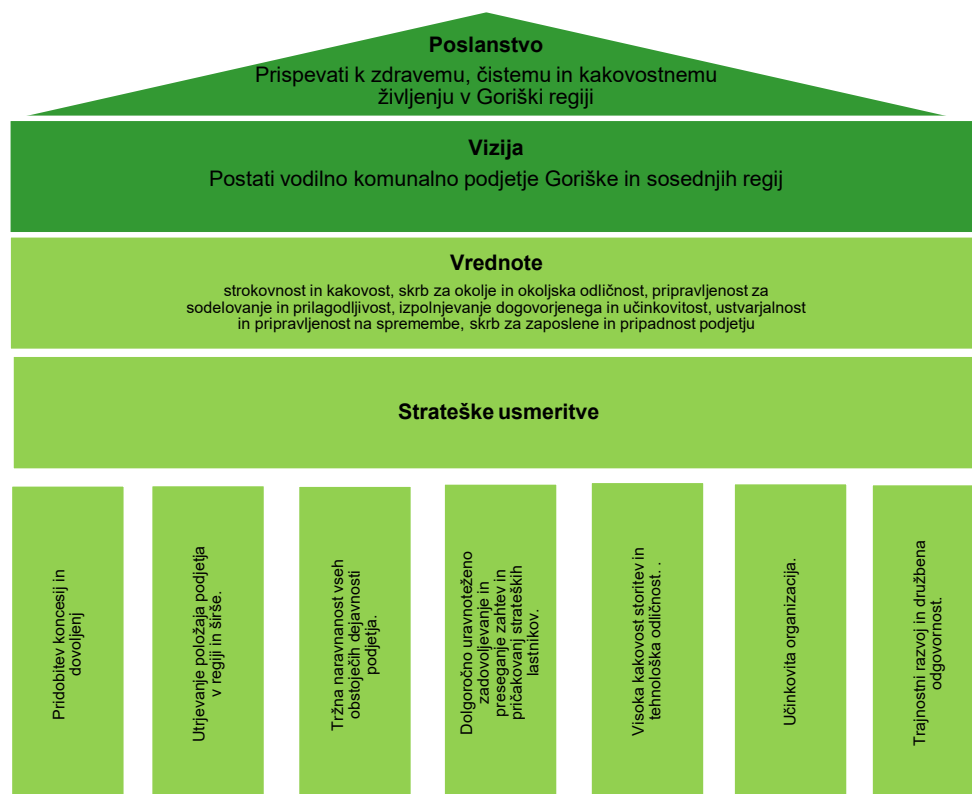 Poslanstvo
Prispevati k zdravemu, čistemu in kakovostnemu
življenju v Goriški regiji
Vizija
Postati vodilno komunalno podjetje Goriške in sosednjih regij
Vrednote
strokovnost in kakovost, skrb za okolje in okoljska odličnost, pripravljenost za
sodelovanje in prilagodljivost, izpolnjevanje dogovorjenega in učinkovitost, ustvarjalnost
in pripravljenost na spremembe, skrb za zaposlene in pripadnost podjetju
Strateške usmeritve
Pridobitev koncesij in
dovoljenj
Utrjevanje položaja podjetja
v regiji in širše.
Tržna naravnanost vseh
obstoječih dejavnosti
podjetja.
Dolgoročno uravnoteženo
zadovoljevanje in
preseganje zahtev in
pričakovanj strateških
lastnikov.
Visoka kakovost storitev in
tehnološka odličnost. .
Učinkovita organizacija.
Trajnostni razvoj in družbena
odgovornost.